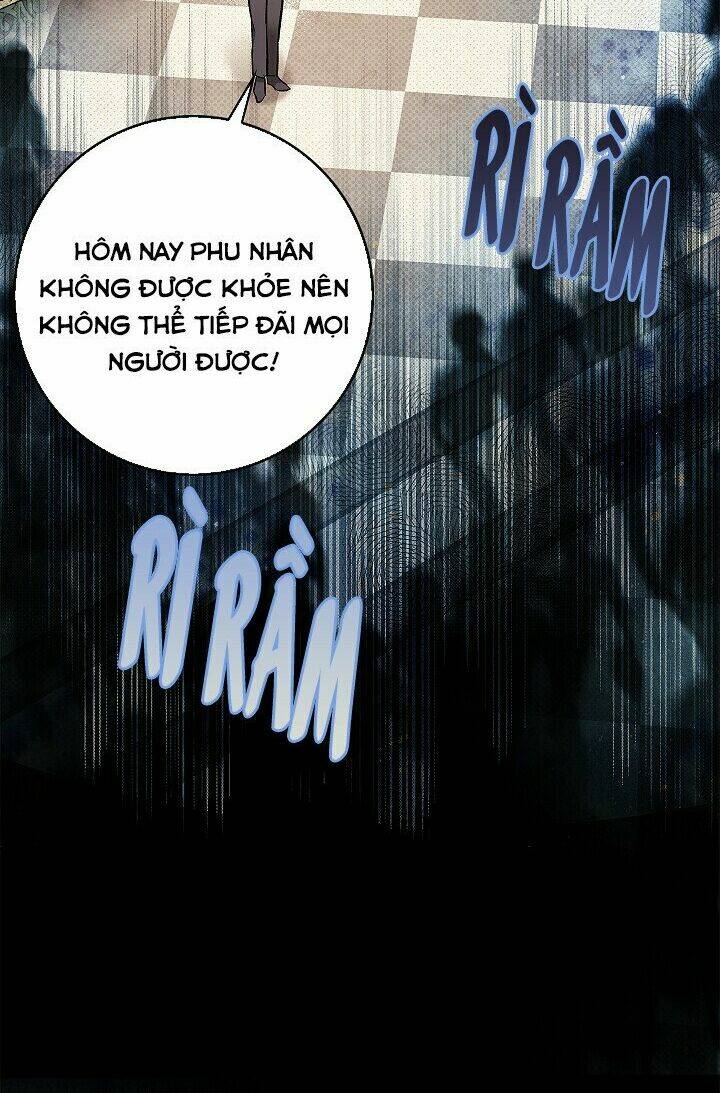 RÌ RẦM
HÔM NAY PHU NHÂN
KHÔNG ĐƯỢC KHỎE NÊN
KHÔNG THỂ TIẾP ĐÃI MỌI
NGƯỜI ĐƯỢC!
RÌ RẦM